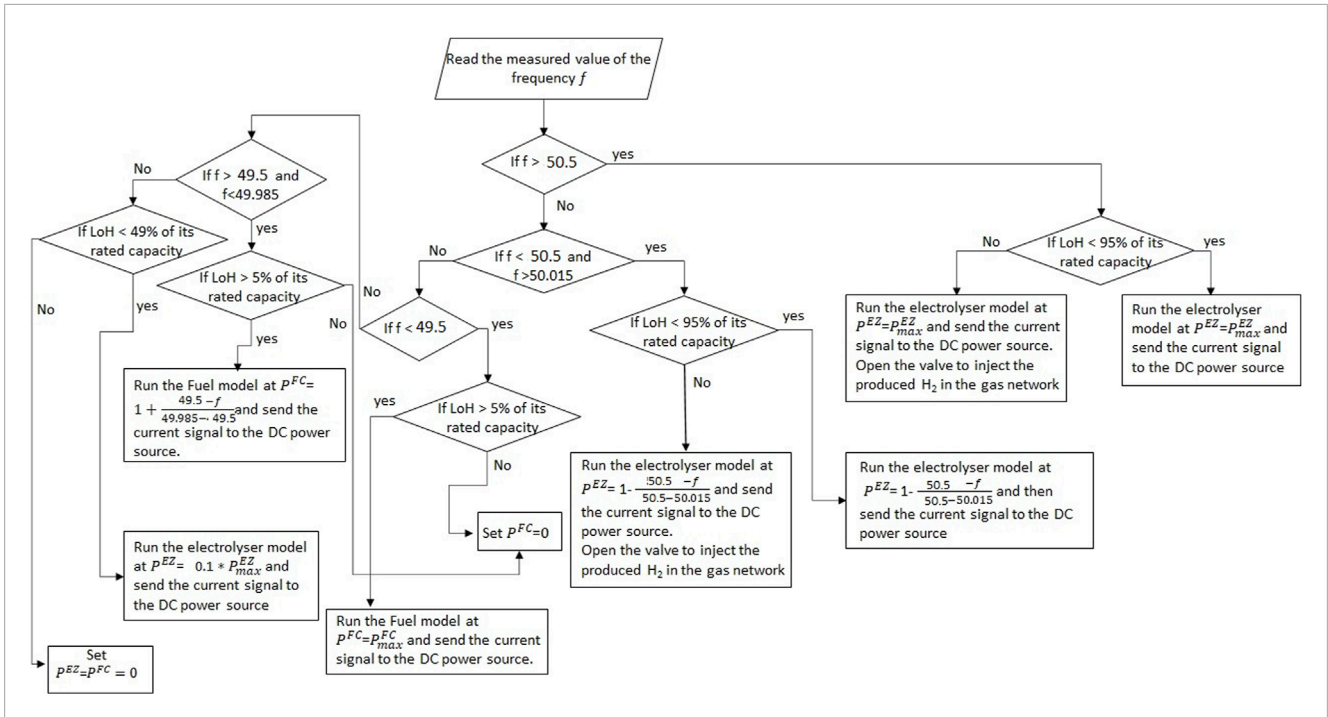 Read the measured value of the
frequency f
If f > 50.5
yes
No
If f > 49.5 and
f<49.985
No
yes
If LoH < 49% of its
rated capacity
No
yes
If LoH > 5% of its
rated capacity
No
yes
If f < 50.5 and
f >50.015
No
yes
If f < 49.5
No
yes
If LoH < 95% of its
rated capacity
No
yes
If LoH < 95% of its
rated capacity
yes
No
If LoH > 5% of its
rated capacity
yes
No
Run the electrolyser model at
P^EZ=P^EZ_max and send the current
signal to the DC power source.
Open the valve to inject the
produced H₂ in the gas network
Run the electrolyser
model at P^EZ=P^EZ_max and
send the current signal
to the DC power source
Run the Fuel model at P^FC=
1 + (49.5 −f)/(49.985−· 49.5) and send the
current signal to the DC power
source.
Run the electrolyser model at
P^EZ= 1- (50.5 −f)/(50.5−50.015) and send
the current signal to the DC
power source.
Open the valve to inject the
produced H₂ in the gas network
Run the electrolyser model at
P^EZ= 1- (50.5 −f)/(50.5−50.015) and then
send the current signal to the DC
power source
Set P^FC=0
Run the electrolyser model
at P^EZ= 0.1 * P^EZ_max and
send the current signal to
the DC power source
Run the Fuel model at
P^FC=P^FC_max and send the current
signal to the DC power source.
Set
P^EZ=P^FC = 0